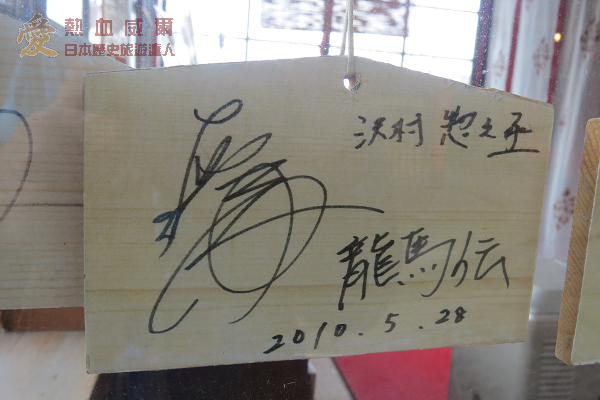 愛 熱血威爾
日本歷史旅遊達人
沢村 惣之丞
龍馬伝
2010.5.28